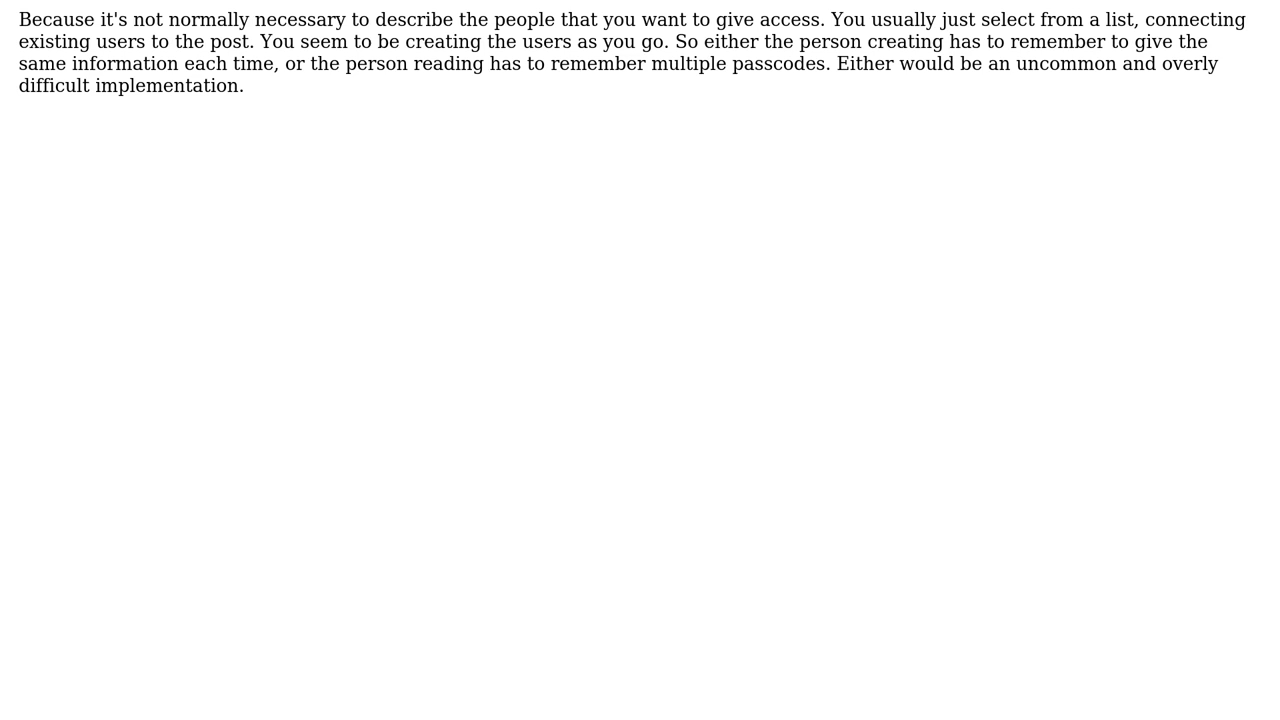 Because it's not normally necessary to describe the people that you want to give access. You usually just select from a list, connecting
existing users to the post. You seem to be creating the users as you go. So either the person creating has to remember to give the
same information each time, or the person reading has to remember multiple passcodes. Either would be an uncommon and overly
difficult implementation.